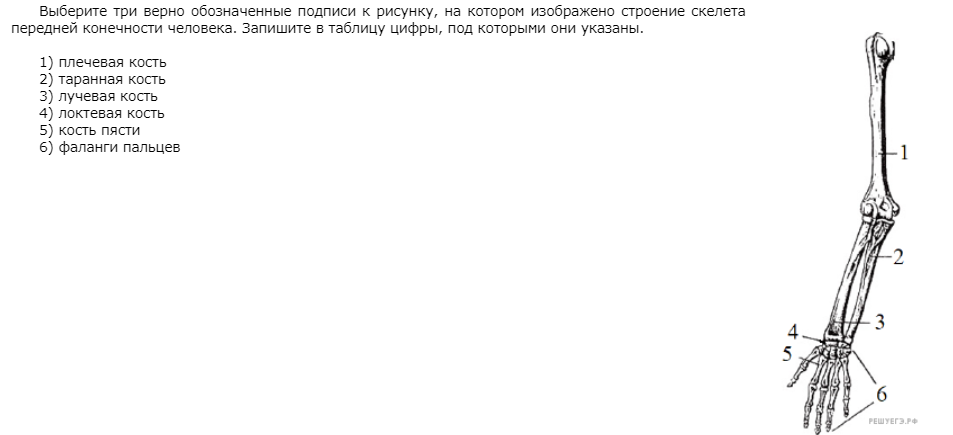 Выберите три верно обозначенные подписи к рисунку, на котором изображено строение скелета
передней конечности человека. Запишите в таблицу цифры, под которыми они указаны.
1) плечевая кость
2) таранная кость
3) лучевая кость
4) локтевая кость
5) кость пясти
6) фаланги пальцев
1
2
3
4
5
6
РЕШУЕГЭ.РФ